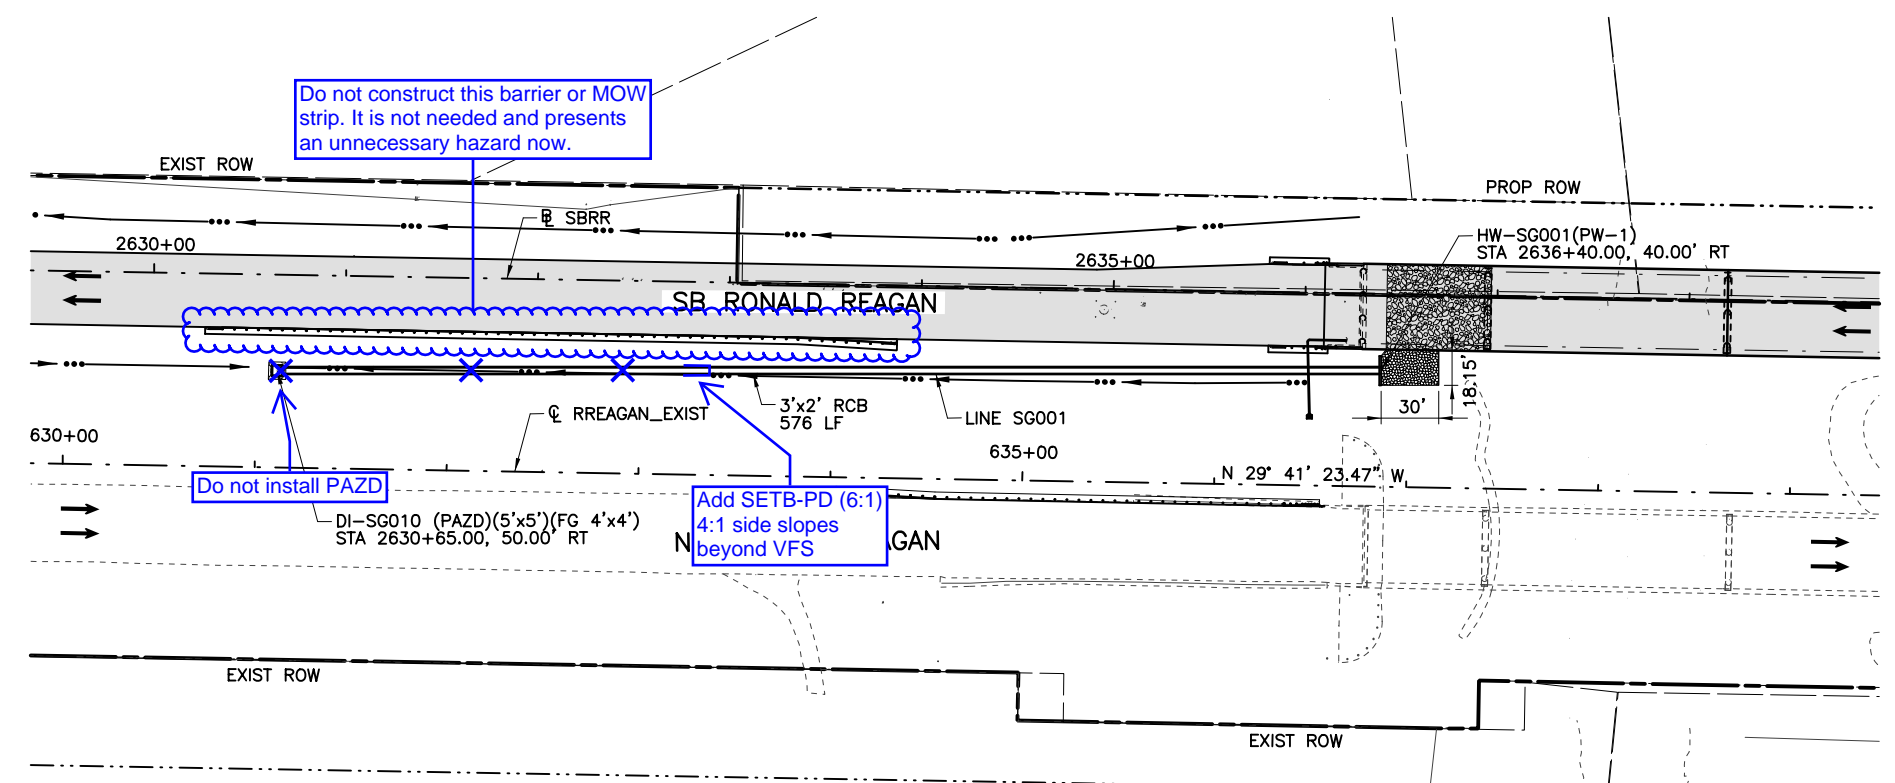 Do not construct this barrier or MOW
strip. It is not needed and presents
an unnecessary hazard now.
EXIST ROW
PROP ROW
℄ SBRR
HW-SG001(PW-1)
STA 2636+40.00, 40.00' RT
2630+00
2635+00
SB RONALD REAGAN
18.15'
30'
3'x2' RCB
576 LF
LINE SG001
℄ RREAGAN_EXIST
630+00
635+00
N 29° 41' 23.47" W
Do not install PAZD
Add SETB-PD (6:1)
4:1 side slopes
beyond VFS
DI-SG010 (PAZD)(5'x5')(FG 4'x4')
STA 2630+65.00, 50.00' RT
N
AGAN
EXIST ROW
EXIST ROW